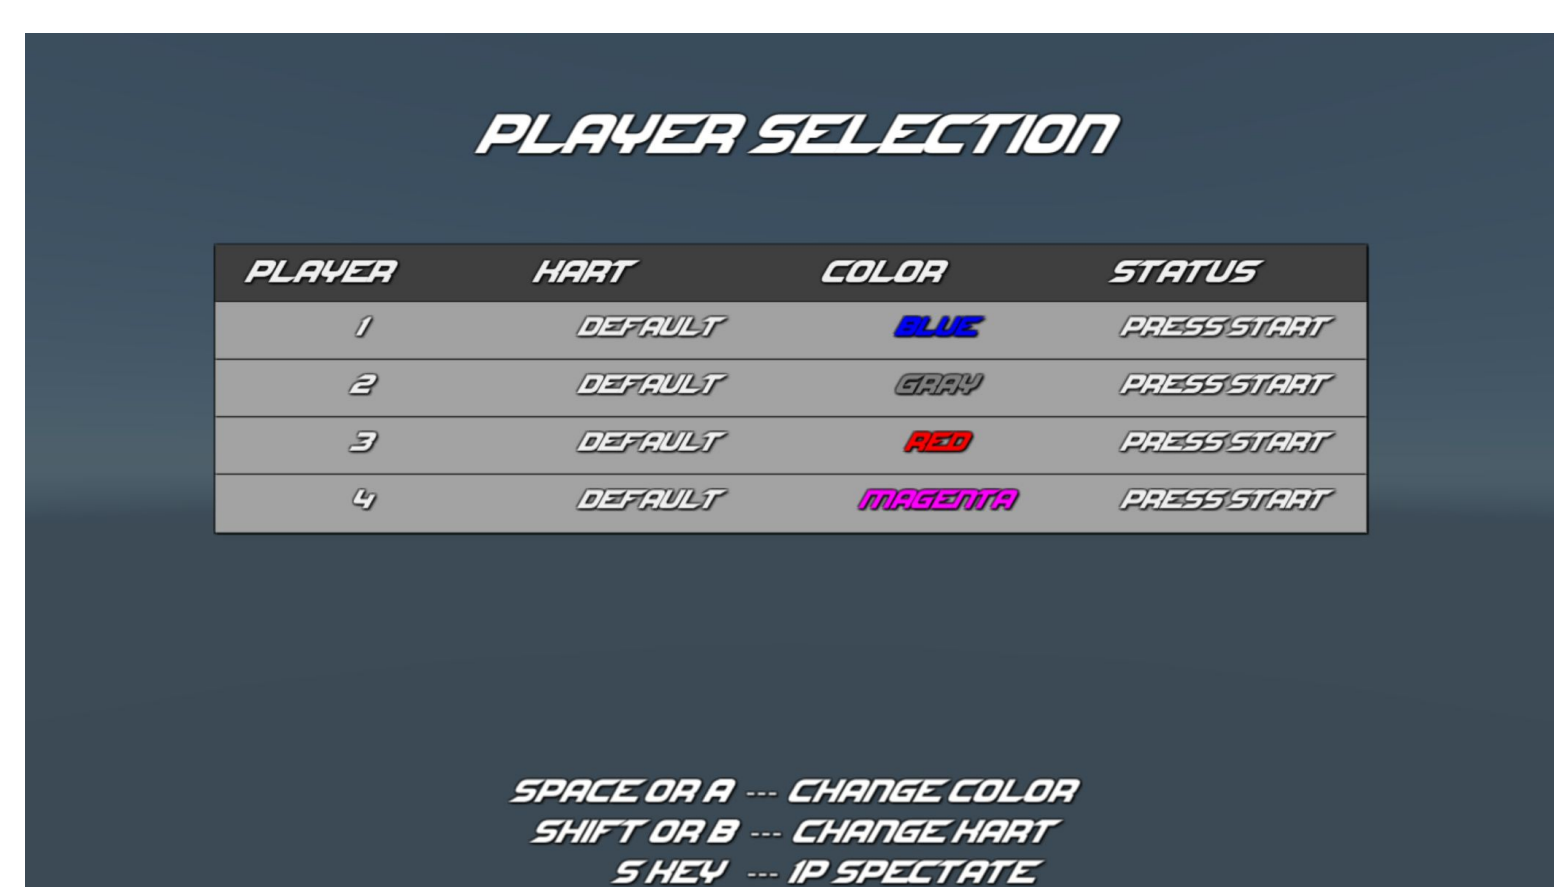 PLAYER SELECTION
PLAYER KART COLOR STATUS
1 DEFAULT BLUE PRESS START
2 DEFAULT GRAY PRESS START
3 DEFAULT RED PRESS START
4 DEFAULT MAGENTA PRESS START
SPACE OR A --- CHANGE COLOR
SHIFT OR B --- CHANGE KART
S KEY --- 1P SPECTATE